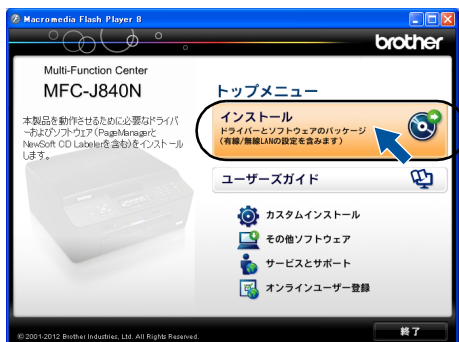 Macromedia Flash Player 8
brother
Multi-Function Center
MFC-J840N
本製品を動作させるために必要なドライバ
ーおよびソフトウェア(PageManagerと
NewSoft CD Labelerを含む)をインストール
します。
トップメニュー
インストール
ドライバーとソフトウェアのパッケージ
(有線/無線LANの設定を含みます)
ユーザーズガイド
カスタムインストール
その他ソフトウェア
サービスとサポート
オンラインユーザー登録
© 2001-2012 Brother Industries, Ltd. All Rights Reserved.
終了